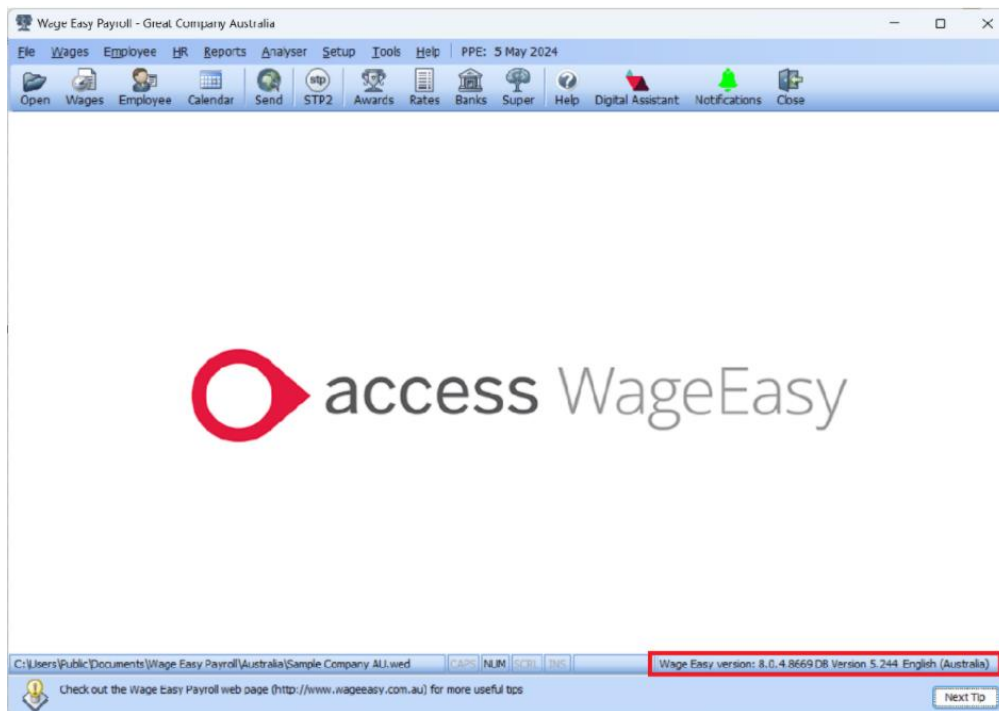 Wage Easy Payroll - Great Company Australia
File Wages Employee HR Reports Analyser Setup Tools Help PPE: 5 May 2024
stp
Open Wages Employee Calendar Send STP2 Awards Rates Banks Super Help Digital Assistant Notifications Close
access WageEasy
C:\Users\Public\Documents\Wage Easy Payroll\Australia\Sample Company AU.wed CAPS NUM SCRL INS Wage Easy version: 8.0.4.8669 DB Version 5.244 English (Australia)
Check out the Wage Easy Payroll web page (http://www.wageeasy.com.au) for more useful tips
Next Tip